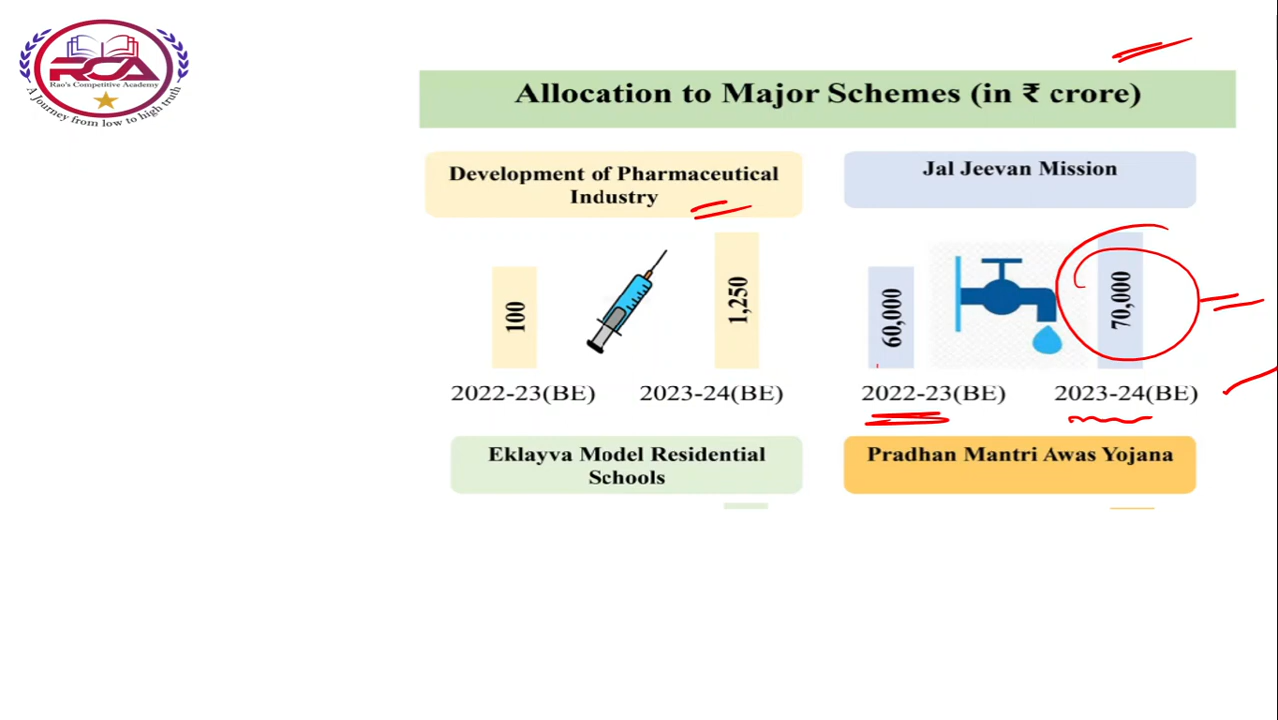 RCA
Rao's Competitive Academy
A Journey from low to high truth
Allocation to Major Schemes (in ₹ crore)
Development of Pharmaceutical
Industry
100
1,250
2022-23(BE)
2023-24(BE)
Jal Jeevan Mission
60,000
70,000
2022-23(BE)
2023-24(BE)
Eklayva Model Residential
Schools
Pradhan Mantri Awas Yojana